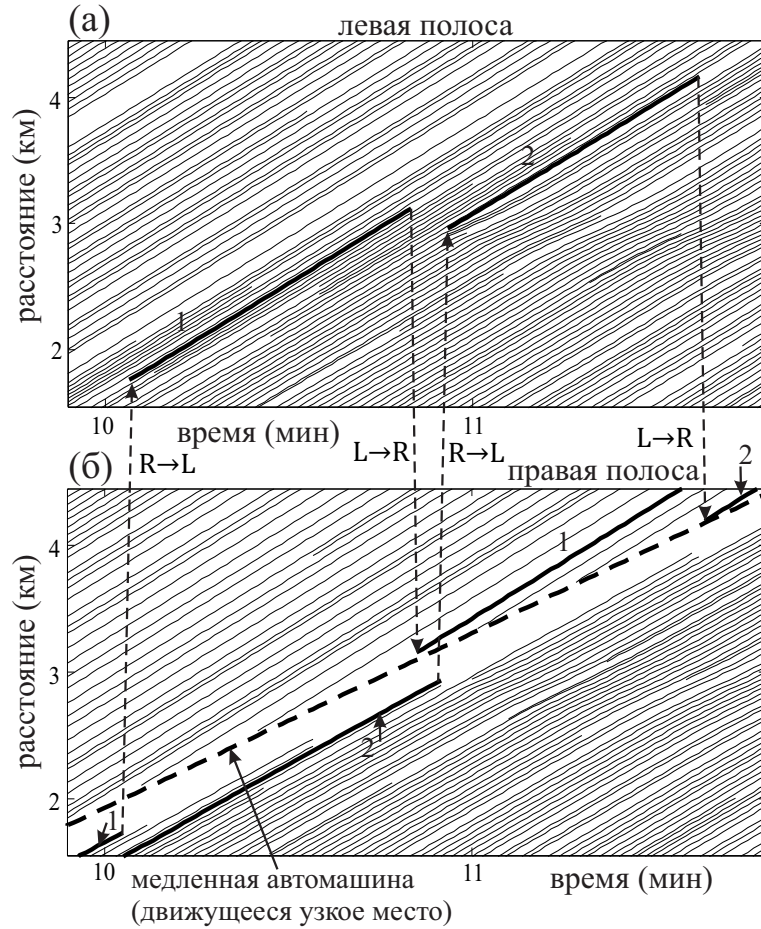 (а)
левая полоса
расстояние (км)
4
3
2
1
2
10
11
время (мин)
R→L
L→R
R→L
L→R
(б)
правая полоса
2
расстояние (км)
4
3
2
1
1
2
10
11
медленная автомашина
(движущееся узкое место)
время (мин)